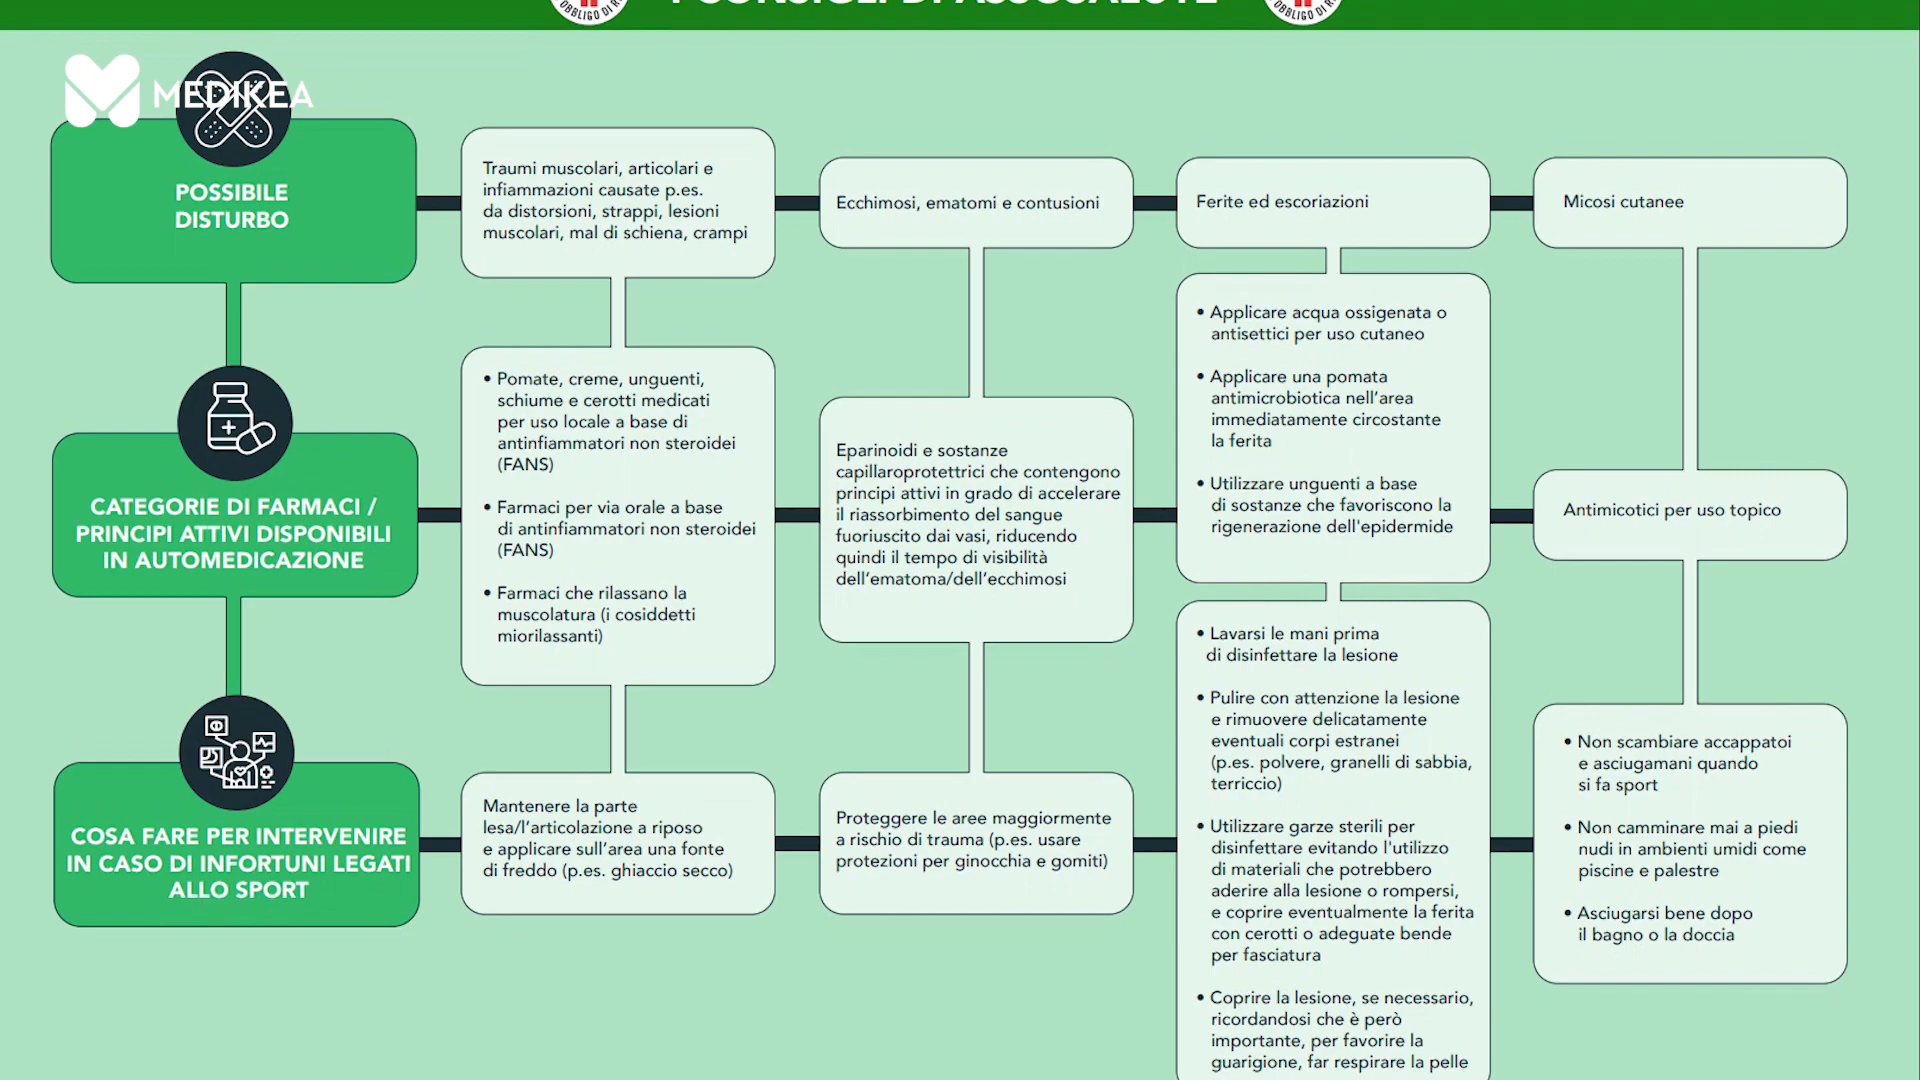 I CONSIGLI DI ASSOSALUTE
MEDIKEA
POSSIBILE
DISTURBO
Traumi muscolari, articolari e
infiammazioni causate p.es.
da distorsioni, strappi, lesioni
muscolari, mal di schiena, crampi
Ecchimosi, ematomi e contusioni
Ferite ed escoriazioni
Micosi cutanee
CATEGORIE DI FARMACI /
PRINCIPI ATTIVI DISPONIBILI
IN AUTOMEDICAZIONE
• Pomate, creme, unguenti,
schiume e cerotti medicati
per uso locale a base di
antinfiammatori non steroidei
(FANS)
• Farmaci per via orale a base
di antinfiammatori non steroidei
(FANS)
• Farmaci che rilassano la
muscolatura (i cosiddetti
miorilassanti)
Eparinoidi e sostanze
capillaroprotettrici che contengono
principi attivi in grado di accelerare
il riassorbimento del sangue
fuoriuscito dai vasi, riducendo
quindi il tempo di visibilità
dell’ematoma/dell’ecchimosi
• Applicare acqua ossigenata o
antisettici per uso cutaneo
• Applicare una pomata
antimicrobiotica nell’area
immediatamente circostante
la ferita
• Utilizzare unguenti a base
di sostanze che favoriscono la
rigenerazione dell'epidermide
Antimicotici per uso topico
COSA FARE PER INTERVENIRE
IN CASO DI INFORTUNI LEGATI
ALLO SPORT
Mantenere la parte
lesa/l’articolazione a riposo
e applicare sull’area una fonte
di freddo (p.es. ghiaccio secco)
Proteggere le aree maggiormente
a rischio di trauma (p.es. usare
protezioni per ginocchia e gomiti)
• Lavarsi le mani prima
di disinfettare la lesione
• Pulire con attenzione la lesione
e rimuovere delicatamente
eventuali corpi estranei
(p.es. polvere, granelli di sabbia,
terriccio)
• Utilizzare garze sterili per
disinfettare evitando l'utilizzo
di materiali che potrebbero
aderire alla lesione o rompersi,
e coprire eventualmente la ferita
con cerotti o adeguate bende
per fasciatura
• Coprire la lesione, se necessario,
ricordandosi che è però
importante, per favorire la
guarigione, far respirare la pelle
• Non scambiare accappatoi
e asciugamani quando
si fa sport
• Non camminare mai a piedi
nudi in ambienti umidi come
piscine e palestre
• Asciugarsi bene dopo
il bagno o la doccia